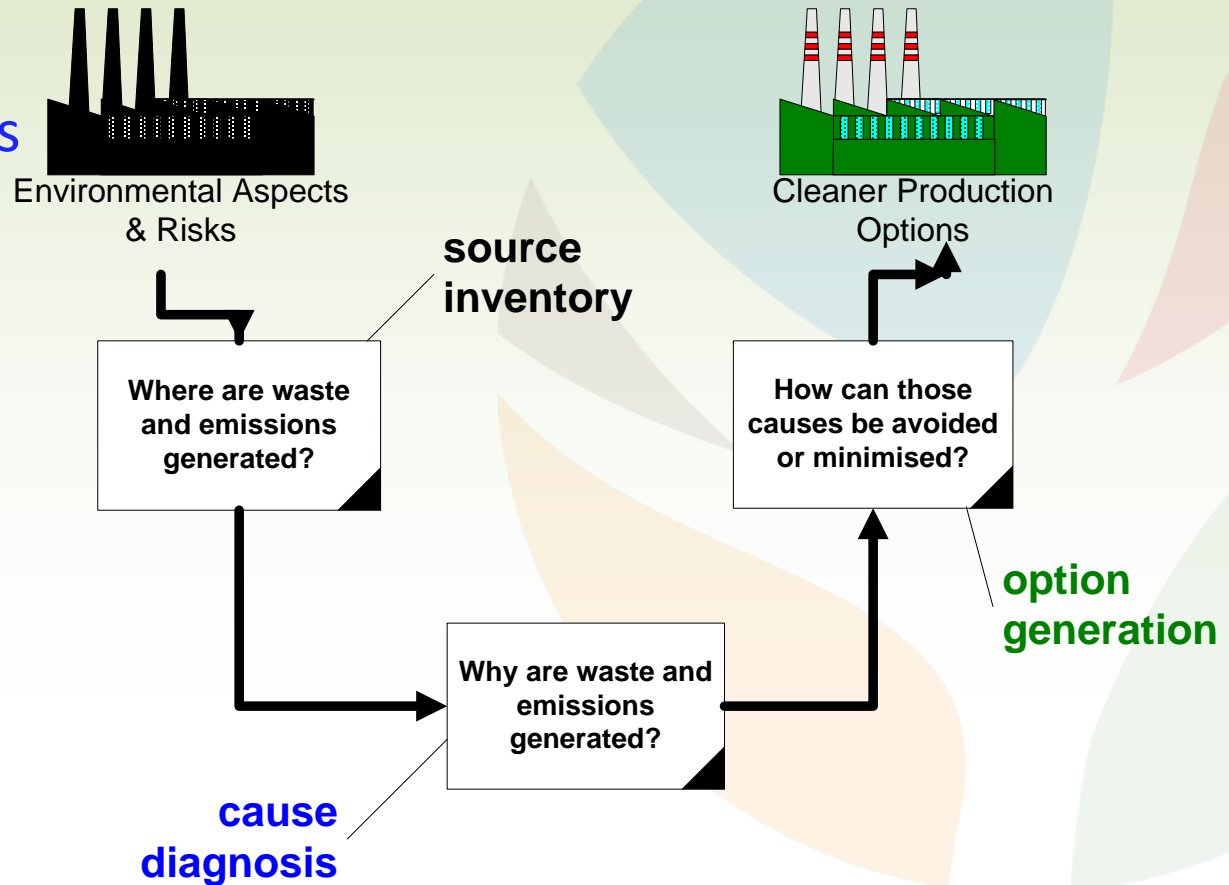 s
Environmental Aspects
& Risks
Cleaner Production
Options
source
inventory
Where are waste
and emissions
generated?
How can those
causes be avoided
or minimised?
option
generation
Why are waste and
emissions
generated?
cause
diagnosis